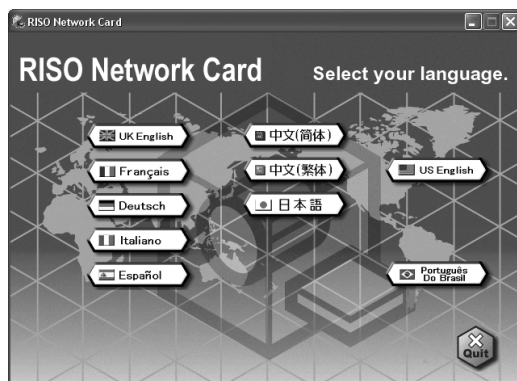 RISO Network Card
RISO Network Card
Select your language.
UK English
Français
Deutsch
Italiano
Español
中文(简体)
中文(繁体)
日本語
US English
Português
Do Brasil
Quit